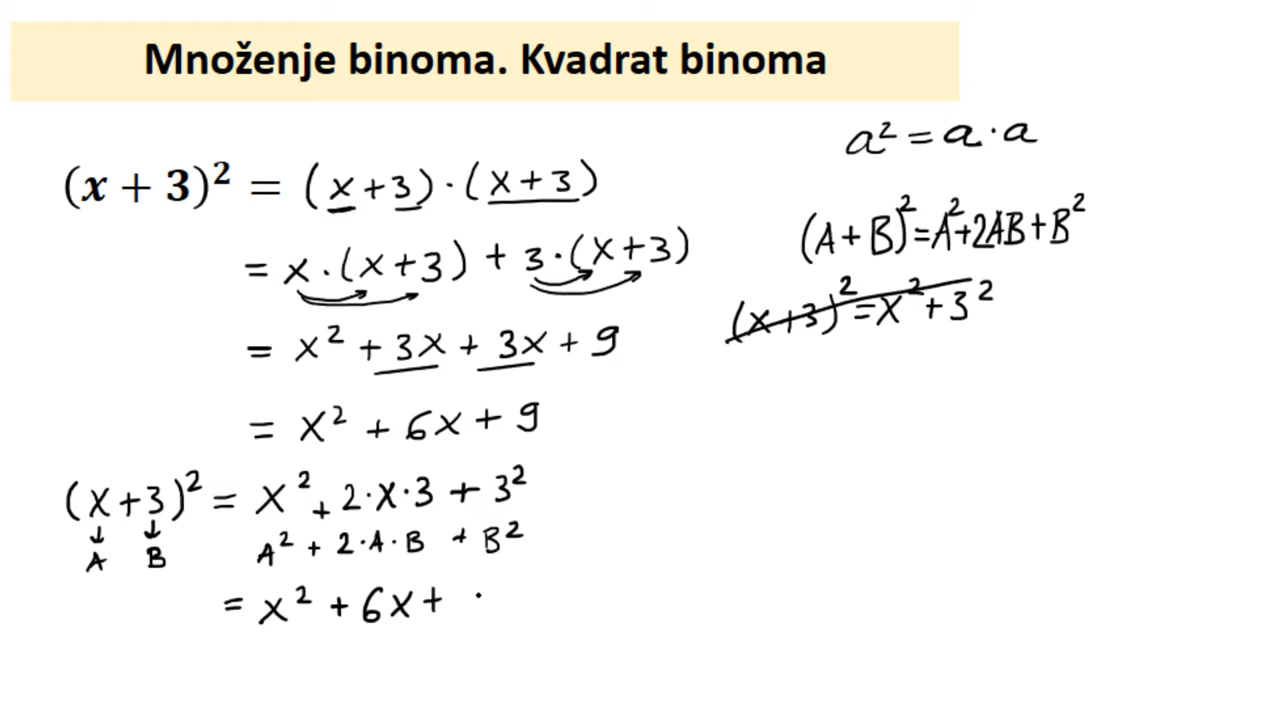 Množenje binoma. Kvadrat binoma
a² = a · a
(x + 3)² = (x + 3) · (x + 3)
(A + B)² = A² + 2AB + B²
= x · (x + 3) + 3 · (x + 3)
(x + 3)² = x² + 3²
= x² + 3x + 3x + 9
= x² + 6x + 9
(x + 3)² = x² + 2 · x · 3 + 3²
A B A² + 2 · A · B + B²
= x² + 6x +